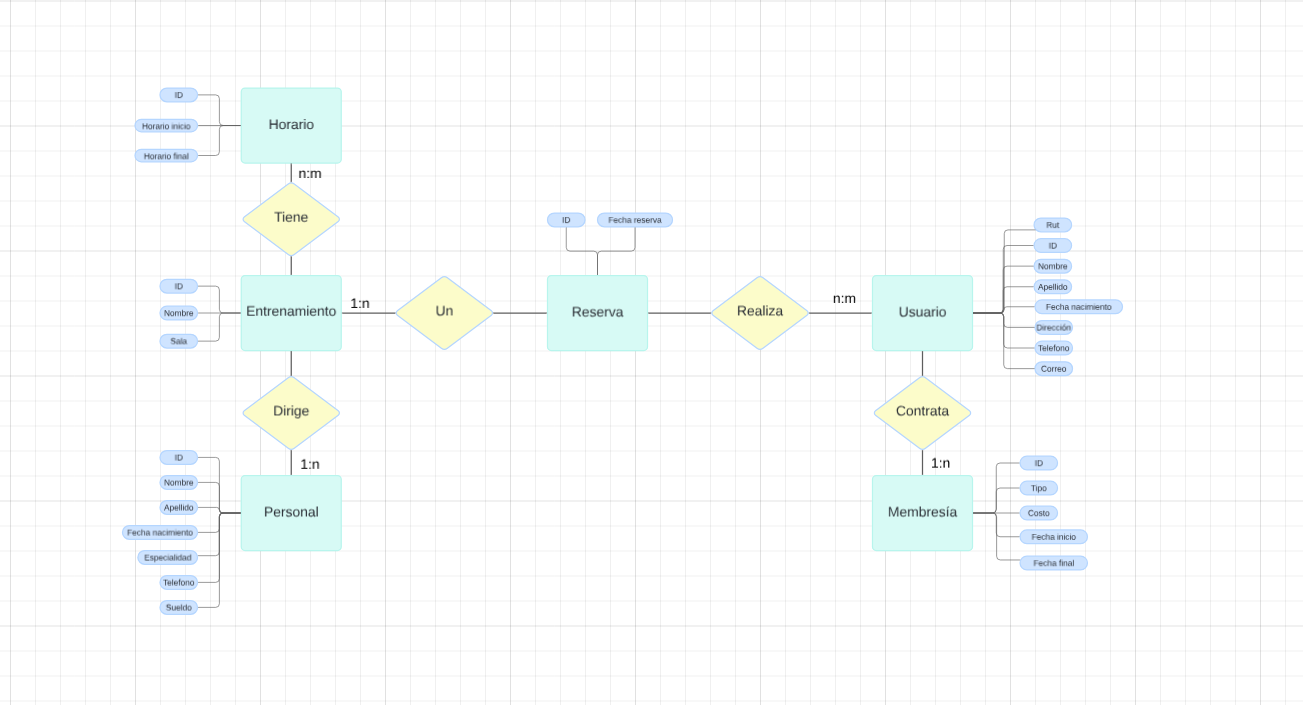 ID
Horario inicio
Horario final
Horario
n:m
Tiene
ID
Nombre
Sala
Entrenamiento
1:n
Un
ID
Fecha reserva
Reserva
Realiza
n:m
Usuario
Rut
ID
Nombre
Apellido
Fecha nacimiento
Dirección
Telefono
Correo
Dirige
1:n
Contrata
1:n
ID
Nombre
Apellido
Fecha nacimiento
Especialidad
Telefono
Sueldo
Personal
Membresía
ID
Tipo
Costo
Fecha inicio
Fecha final